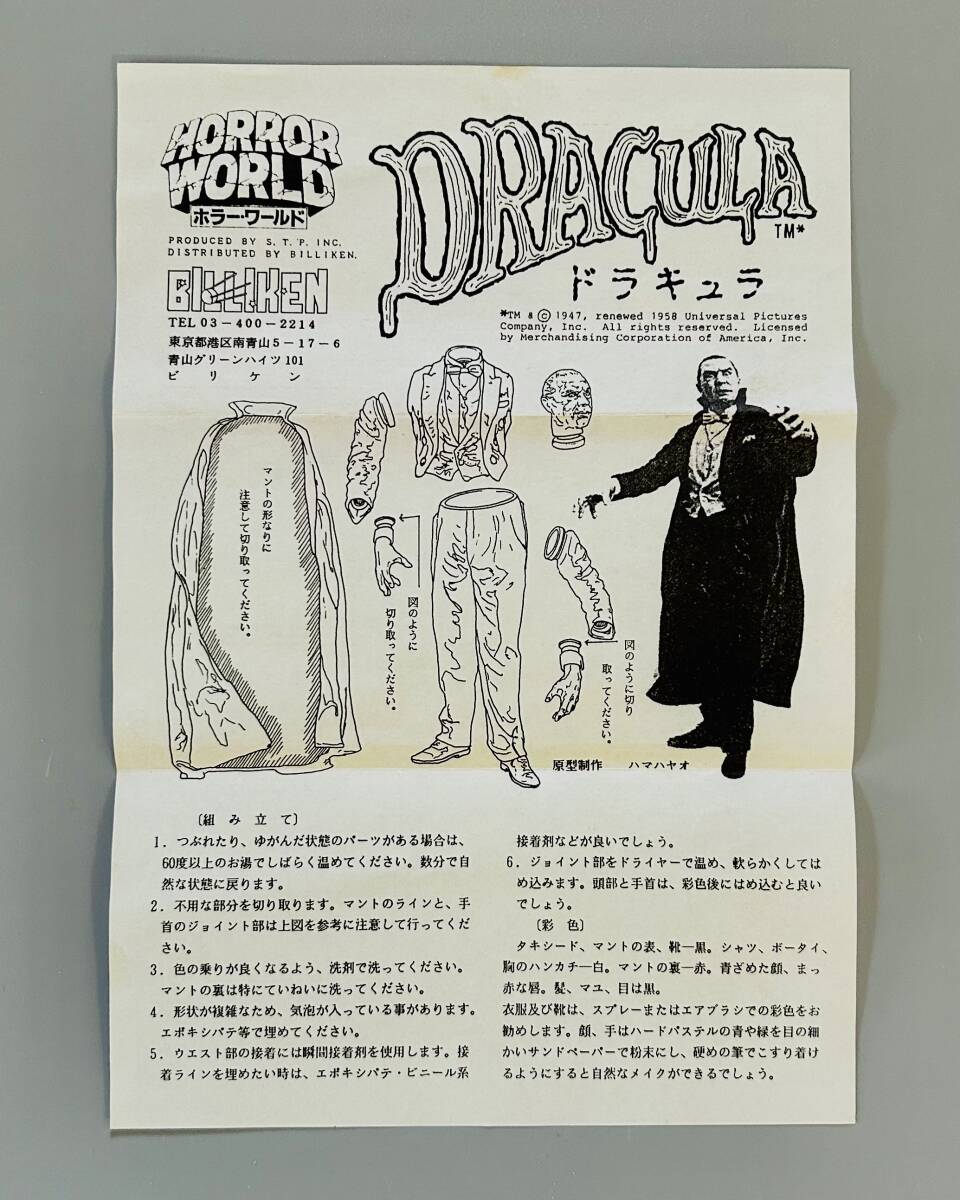 HORROR
WORLD
ホラー・ワールド
PRODUCED BY S. T. P. INC.
DISTRIBUTED BY BILLIKEN.
BILLIKEN
TEL 03-400-2214
東京都港区南青山5-17-6
青山グリーンハイツ101
ビリケン
DRACULA
TM*
ドラキュラ
*TM & © 1947, renewed 1958 Universal Pictures
Company, Inc. All rights reserved. Licensed
by Merchandising Corporation of America, Inc.
マントの形なりに
注意して切り取ってください。
図のように
切り取ってください。
図のように切り
取ってください。
原型制作 ハマハヤオ
〔組み立て〕
1. つぶれたり、ゆがんだ状態のパーツがある場合は、
60度以上のお湯でしばらく温めてください。数分で自
然な状態に戻ります。
2. 不用な部分を切り取ります。マントのラインと、手
首のジョイント部は上図を参考に注意して行ってくだ
さい。
3. 色の乗りが良くなるよう、洗剤で洗ってください。
マントの裏は特にていねいに洗ってください。
4. 形状が複雑なため、気泡が入っている事があります。
エポキシパテ等で埋めてください。
5. ウエスト部の接着には瞬間接着剤を使用します。接
着ラインを埋めたい時は、エポキシパテ・ビニール系
接着剤などが良いでしょう。
6. ジョイント部をドライヤーで温め、軟らかくしては
め込みます。頭部と手首は、彩色後にはめ込むと良い
でしょう。
〔彩色〕
タキシード、マントの表、靴―黒。シャツ、ボータイ、
胸のハンカチ―白。マントの裏―赤。青ざめた顔、まっ
赤な唇。髪、マユ、目は黒。
衣服及び靴は、スプレーまたはエアブラシでの彩色をお
勧めします。顔、手はハードパステルの青や緑を目の細
かいサンドペーパーで粉末にし、硬めの筆でこすり着け
るようにすると自然なメイクができるでしょう。